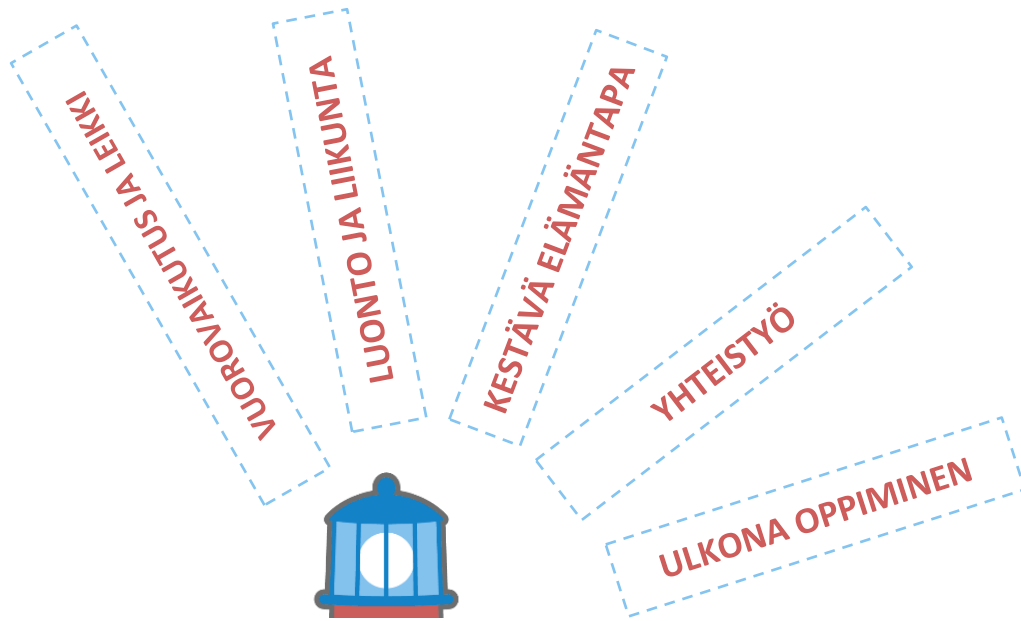 VUOROVAIKUTUS JA LEIKKI
LUONTO JA LIIKUNTA
KESTÄVÄ ELÄMÄNTAPA
YHTEISTYÖ
ULKONA OPPIMINEN